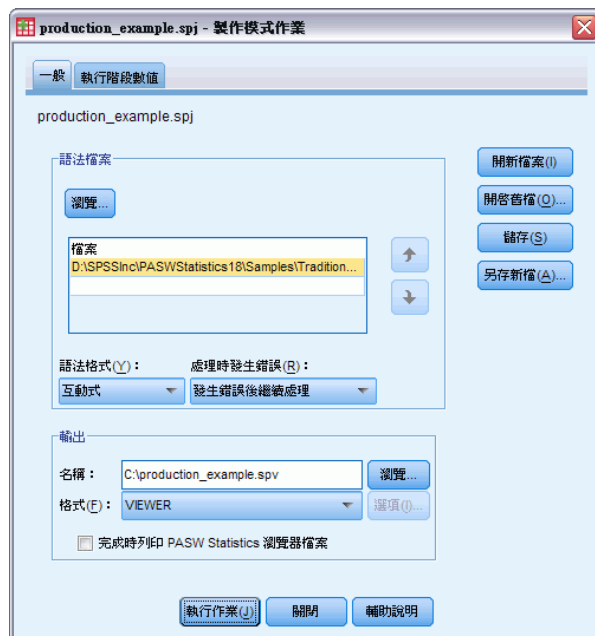 production_example.spj - 製作模式作業
一般 執行階段數值
production_example.spj
語法檔案
瀏覽...
檔案
D:\SPSSInc\PASWStatistics18\Samples\Tradition...
語法格式(Y)： 處理時發生錯誤(R)：
互動式 發生錯誤後繼續處理
開新檔案(I)
開啓舊檔(O)...
儲存(S)
另存新檔(A)...
輸出
名稱： C:\production_example.spv 瀏覽...
格式(F)： VIEWER 選項(I)...
完成時列印 PASW Statistics 瀏覽器檔案
執行作業(J) 關閉 輔助說明